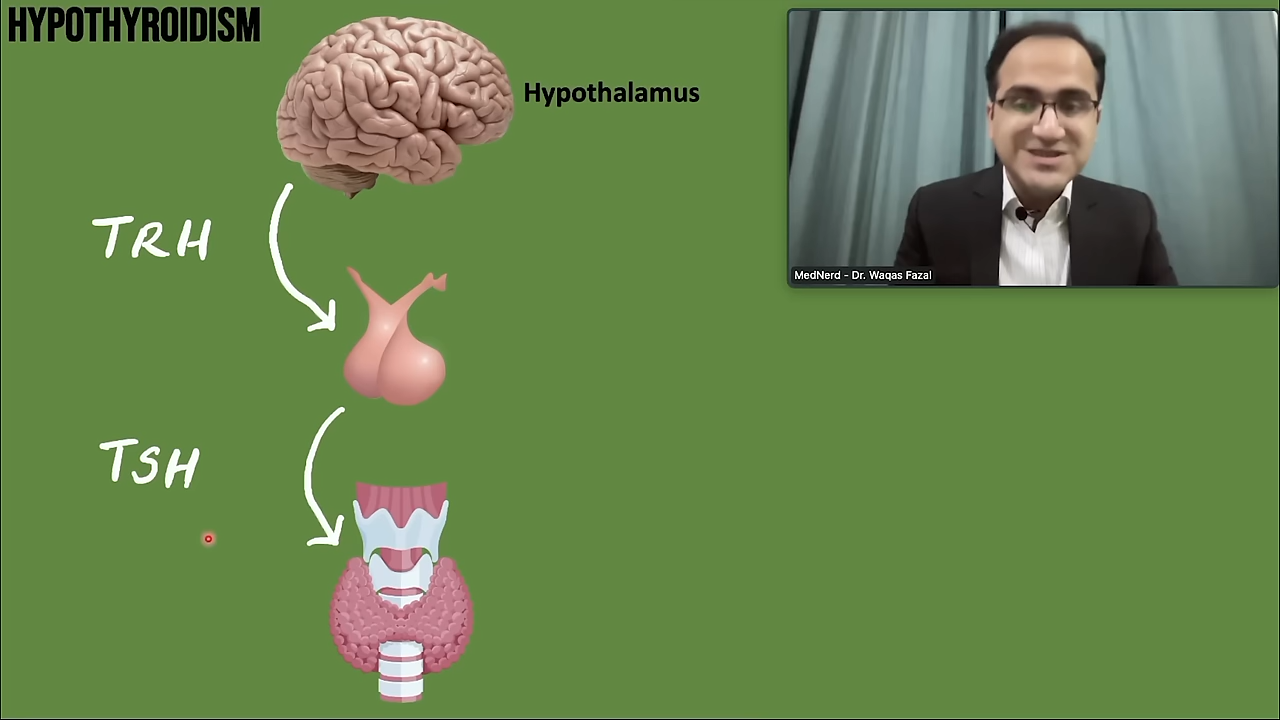 HYPOTHYROIDISM
Hypothalamus
TRH
MedNerd - Dr. Waqas Fazal
TSH